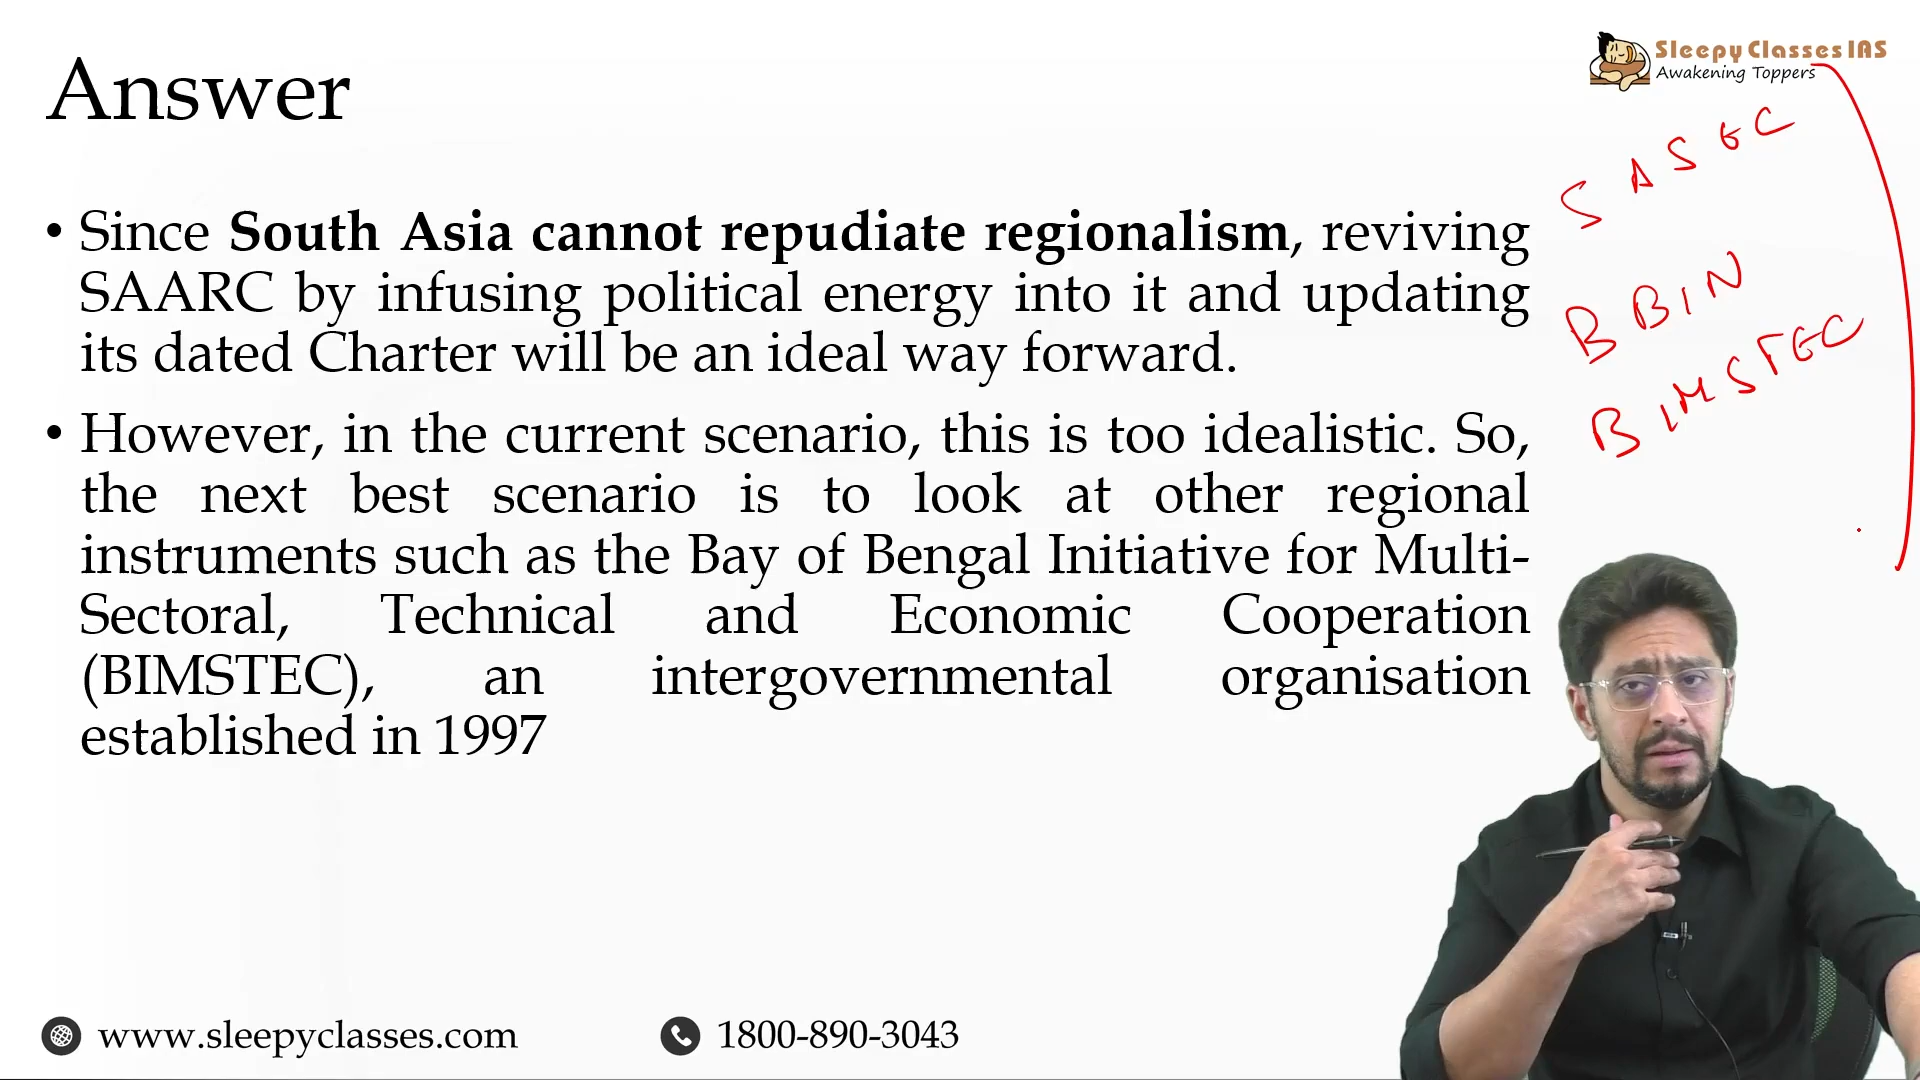 Answer
Sleepy Classes IAS
Awakening Toppers
• Since South Asia cannot repudiate regionalism, reviving
SAARC by infusing political energy into it and updating
its dated Charter will be an ideal way forward.
• However, in the current scenario, this is too idealistic. So,
the next best scenario is to look at other regional
instruments such as the Bay of Bengal Initiative for Multi-
Sectoral, Technical and Economic Cooperation
(BIMSTEC), an intergovernmental organisation
established in 1997
SASEC
BBIN
BIMSTEC
www.sleepyclasses.com
1800-890-3043